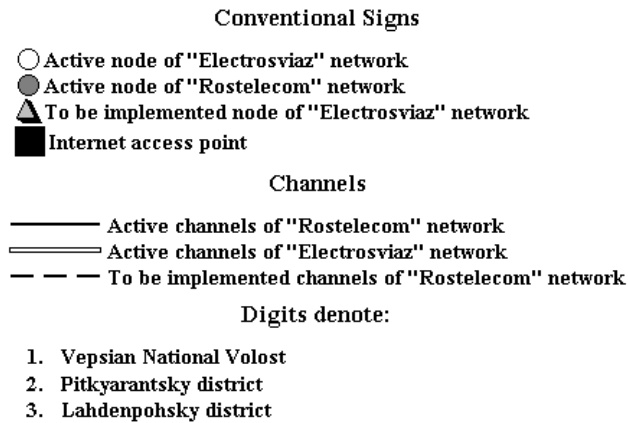 Conventional Signs
Active node of "Electrosviaz" network
Active node of "Rostelecom" network
To be implemented node of "Electrosviaz" network
Internet access point
Channels
Active channels of "Rostelecom" network
Active channels of "Electrosviaz" network
To be implemented channels of "Rostelecom" network
Digits denote:
1. Vepsian National Volost
2. Pitkyarantsky district
3. Lahdenpohsky district